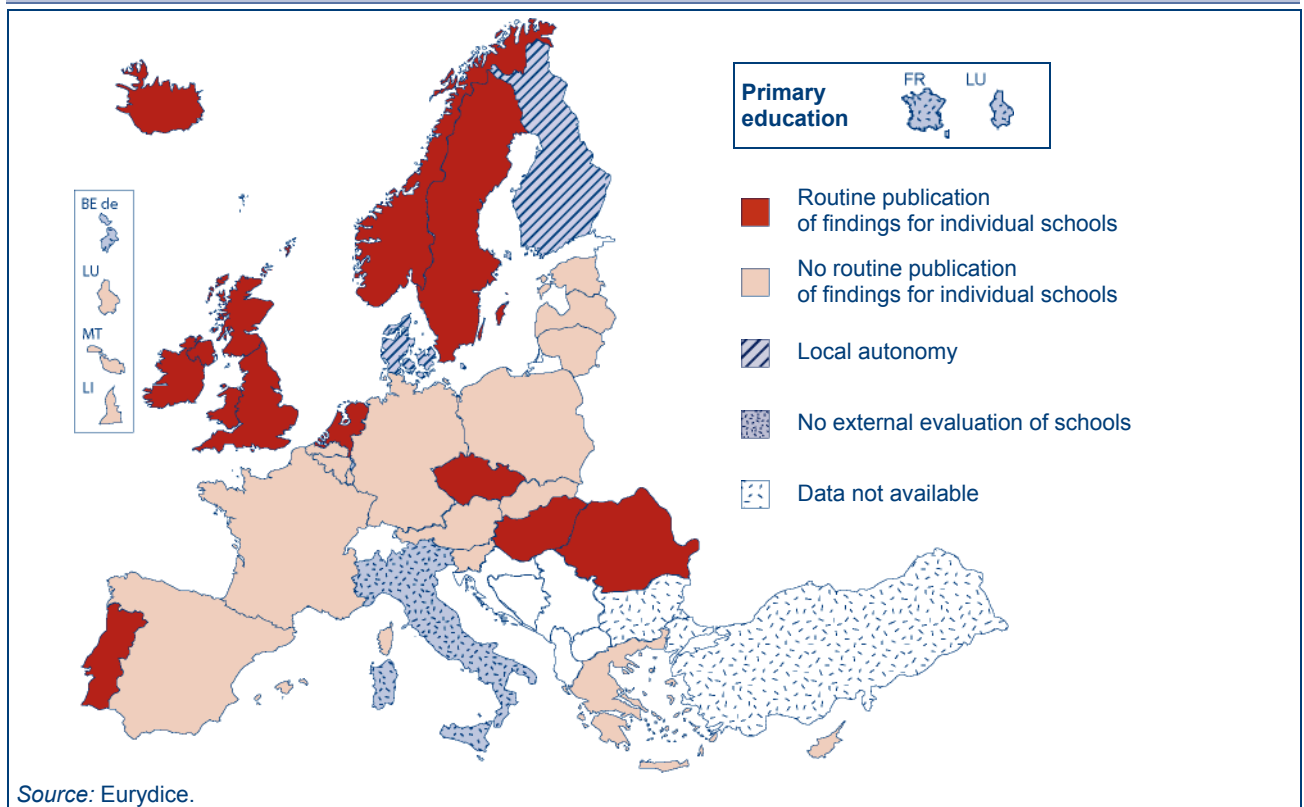 Primary
education
FR
LU
BE de
LU
MT
LI
Routine publication
of findings for individual schools
No routine publication
of findings for individual schools
Local autonomy
No external evaluation of schools
Data not available
Source: Eurydice.